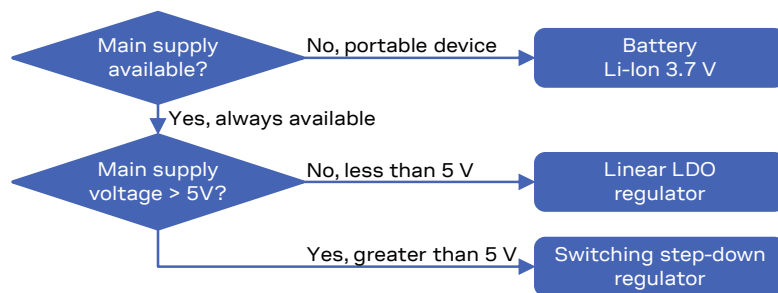 Main supply
available?
No, portable device
Battery
Li-Ion 3.7 V
Yes, always available
Main supply
voltage > 5V?
No, less than 5 V
Linear LDO
regulator
Yes, greater than 5 V
Switching step-down
regulator